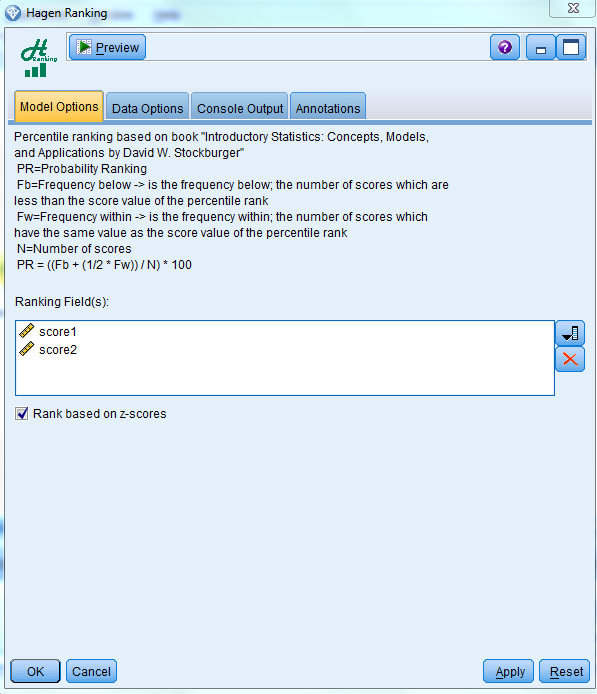 Hagen Ranking
H
Ranking
Preview
Model Options
Data Options
Console Output
Annotations
Percentile ranking based on book "Introductory Statistics: Concepts, Models,
and Applications by David W. Stockburger"
PR=Probability Ranking
Fb=Frequency below -> is the frequency below; the number of scores which are
less than the score value of the percentile rank
Fw=Frequency within -> is the frequency within; the number of scores which
have the same value as the score value of the percentile rank
N=Number of scores
PR = ((Fb + (1/2 * Fw)) / N) * 100
Ranking Field(s):
score1
score2
Rank based on z-scores
OK
Cancel
Apply
Reset